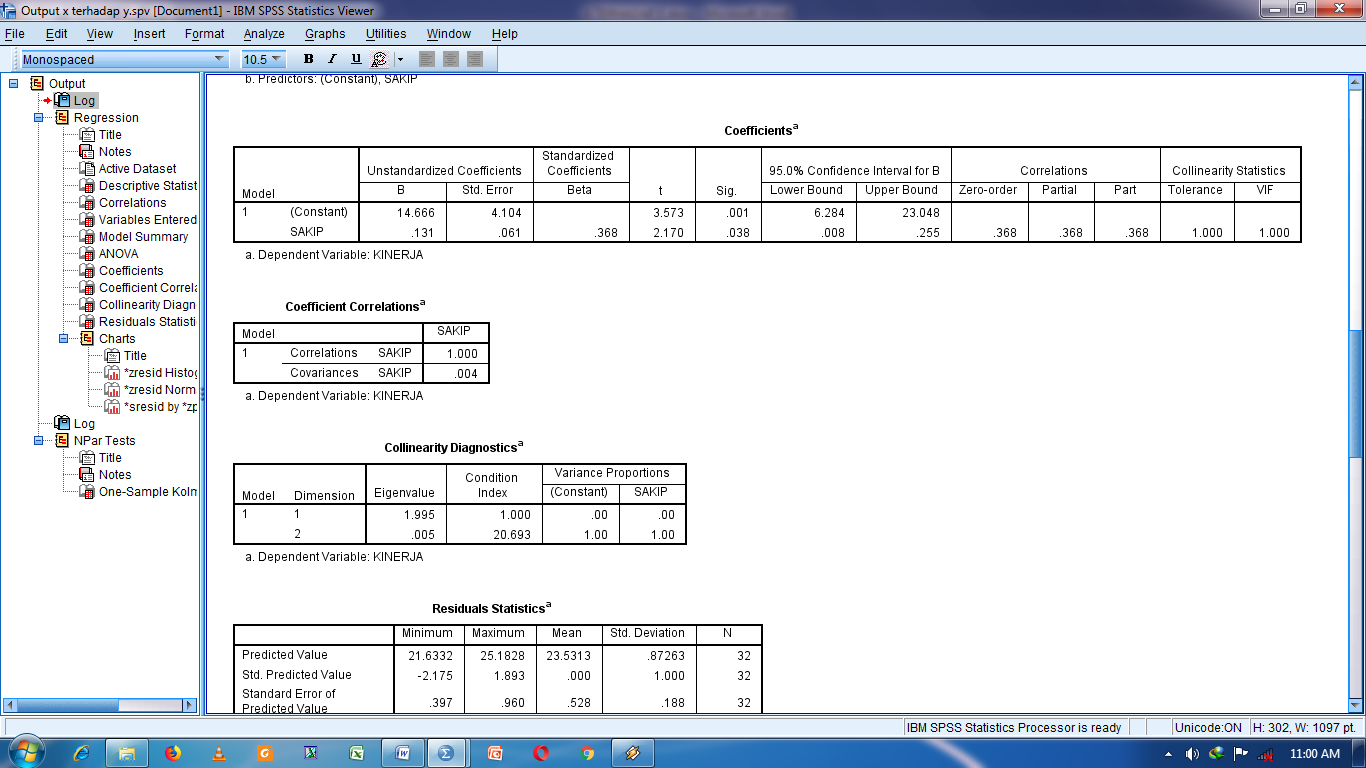 Output x terhadap y.spv [Document1] - IBM SPSS Statistics Viewer
File Edit View Insert Format Analyze Graphs Utilities Window Help
Monospaced 10.5 B I U
Output
Log
Regression
Title
Notes
Active Dataset
Descriptive Statist
Correlations
Variables Entered
Model Summary
ANOVA
Coefficients
Coefficient Correla
Collinearity Diagn
Residuals Statisti
Charts
Title
*zresid Histog
*zresid Norm
*sresid by *zp
Log
NPar Tests
Title
Notes
One-Sample Kolm
b. Predictors: (Constant), SAKIP
Coefficientsa
Model Unstandardized Coefficients Standardized Coefficients t Sig. 95.0% Confidence Interval for B Correlations Collinearity Statistics
B Std. Error Beta Lower Bound Upper Bound Zero-order Partial Part Tolerance VIF
1 (Constant) 14.666 4.104 3.573 .001 6.284 23.048
SAKIP .131 .061 .368 2.170 .038 .008 .255 .368 .368 .368 1.000 1.000
a. Dependent Variable: KINERJA
Coefficient Correlationsa
Model SAKIP
1 Correlations SAKIP 1.000
Covariances SAKIP .004
a. Dependent Variable: KINERJA
Collinearity Diagnosticsa
Model Dimension Eigenvalue Condition Index Variance Proportions
(Constant) SAKIP
1 1 1.995 1.000 .00 .00
2 .005 20.693 1.00 1.00
a. Dependent Variable: KINERJA
Residuals Statisticsa
Minimum Maximum Mean Std. Deviation N
Predicted Value 21.6332 25.1828 23.5313 .87263 32
Std. Predicted Value -2.175 1.893 .000 1.000 32
Standard Error of Predicted Value .397 .960 .528 .188 32
IBM SPSS Statistics Processor is ready Unicode:ON H: 302, W: 1097 pt.
11:00 AM